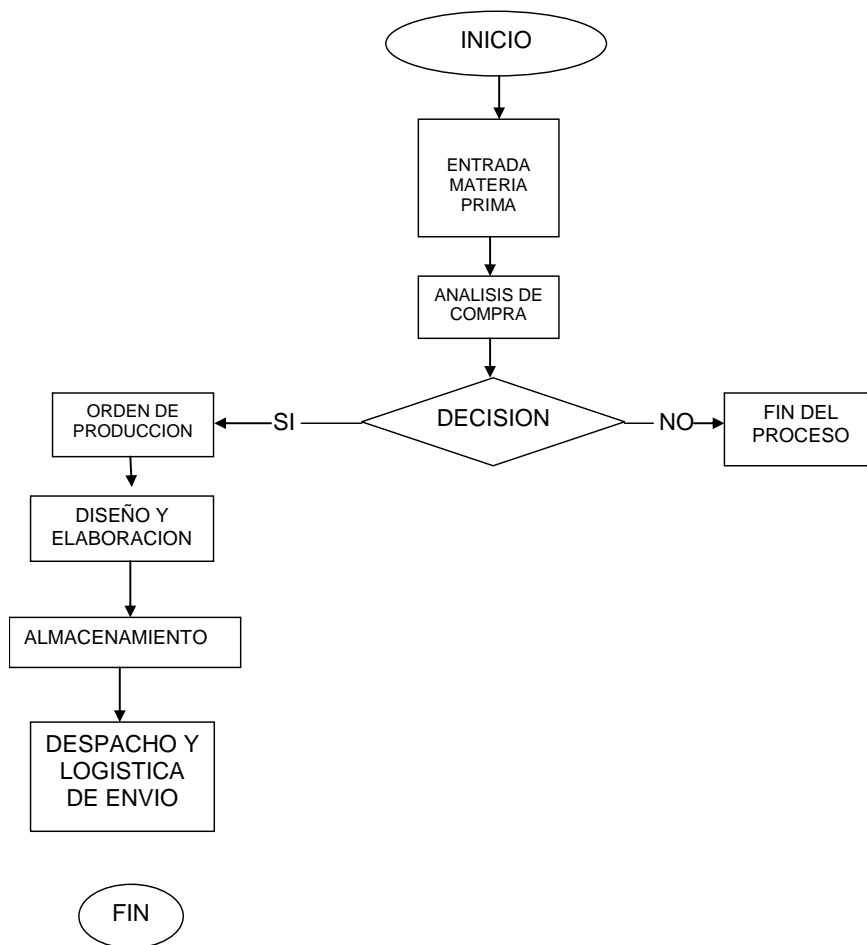 INICIO
ENTRADA
MATERIA
PRIMA
ANALISIS DE
COMPRA
DECISION
SI
NO
ORDEN DE
PRODUCCION
FIN DEL
PROCESO
DISEÑO Y
ELABORACION
ALMACENAMIENTO
DESPACHO Y
LOGISTICA
DE ENVIO
FIN